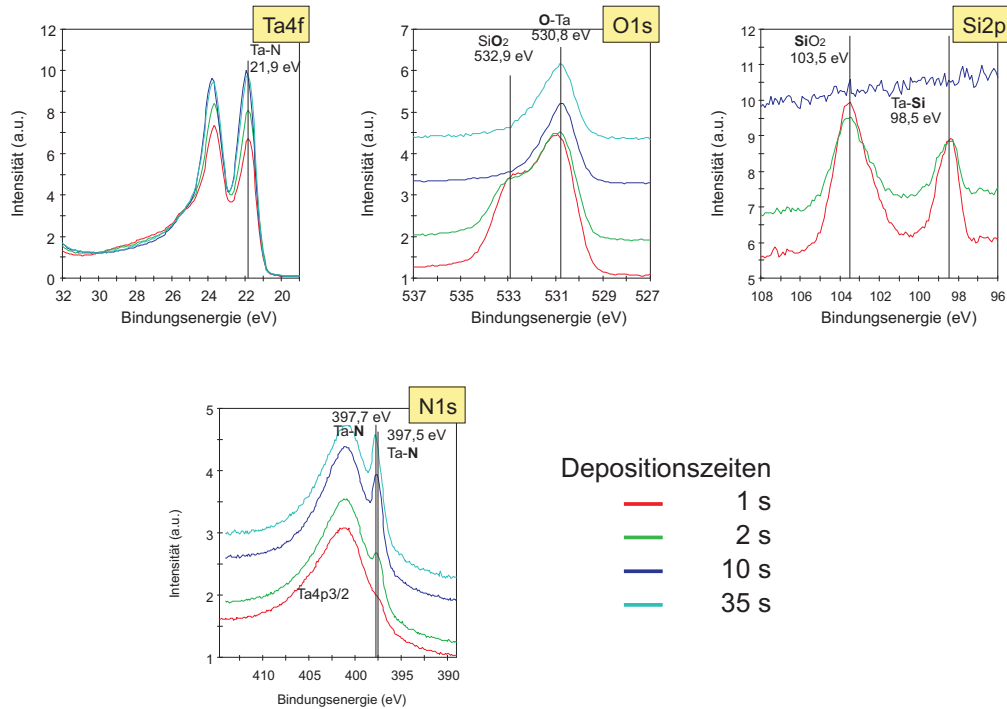 Ta4f
Ta-N
21,9 eV
Intensität (a.u.)
12
10
8
6
4
2
0
32 30 28 26 24 22 20
Bindungsenergie (eV)
O1s
O-Ta
530,8 eV
SiO2
532,9 eV
Intensität (a.u.)
7
6
5
4
3
2
1
537 535 533 531 529 527
Bindungsenergie (eV)
Si2p
SiO2
103,5 eV
Ta-Si
98,5 eV
Intensität (a.u.)
12
11
10
9
8
7
6
5
108 106 104 102 100 98 96
Bindungsenergie (eV)
N1s
397,7 eV
Ta-N
397,5 eV
Ta-N
Ta4p3/2
Intensität (a.u.)
5
4
3
2
1
410 405 400 395 390
Bindungsenergie (eV)
Depositionszeiten
1 s
2 s
10 s
35 s